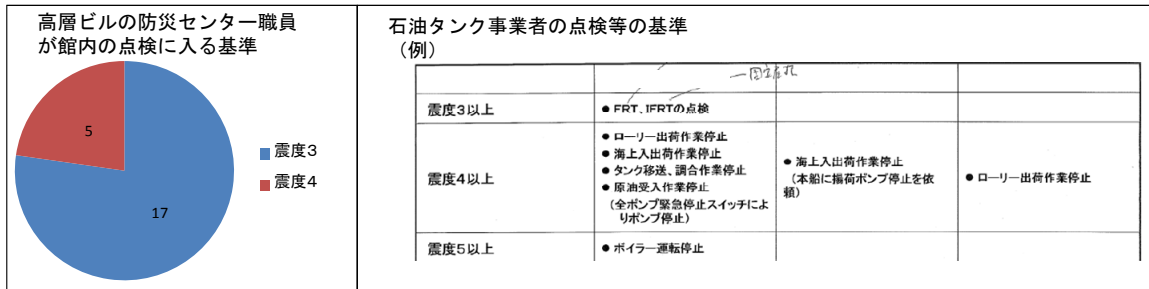 高層ビルの防災センター職員
が館内の点検に入る基準
5
17
震度3
震度4
石油タンク事業者の点検等の基準
（例）
震度3以上
● FRT、IFRTの点検
震度4以上
● ローリー出荷作業停止
● 海上入出荷作業停止
● タンク移送、調合作業停止
● 原油受入作業停止
（全ポンプ緊急停止スイッチによ
りポンプ停止）
● 海上入出荷作業停止
（本船に揚荷ポンプ停止を依
頼）
● ローリー出荷作業停止
震度5以上
● ボイラー運転停止